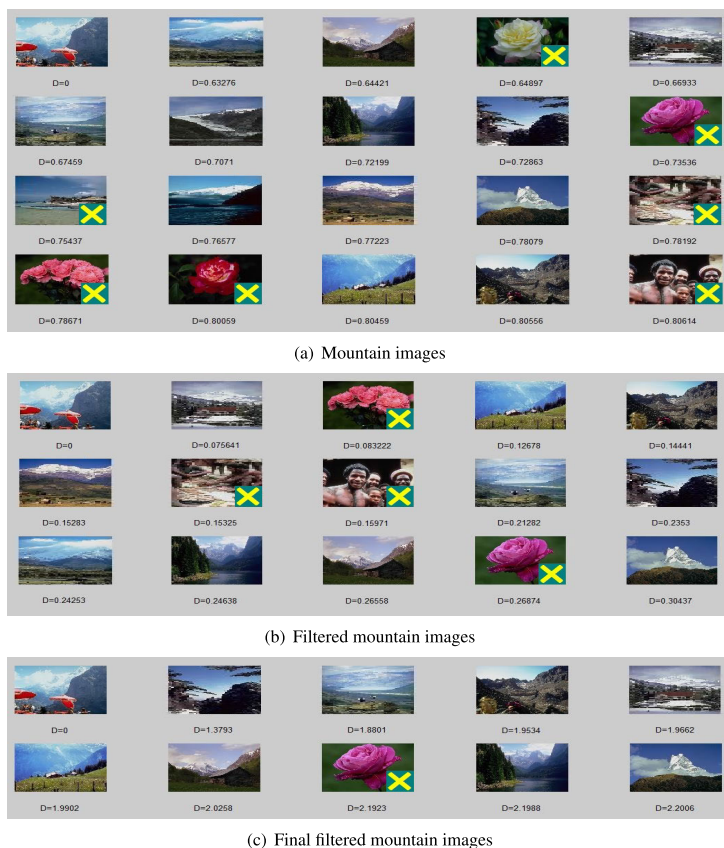 D=0 D=0.63276 D=0.64421 D=0.64897 D=0.66933
D=0.67459 D=0.7071 D=0.72199 D=0.72863 D=0.73536
D=0.75437 D=0.76577 D=0.77223 D=0.78079 D=0.78192
D=0.78671 D=0.80059 D=0.80459 D=0.80556 D=0.80614
(a) Mountain images
D=0 D=0.075641 D=0.083222 D=0.12678 D=0.14441
D=0.15283 D=0.15325 D=0.15971 D=0.21282 D=0.2353
D=0.24253 D=0.24638 D=0.26558 D=0.26874 D=0.30437
(b) Filtered mountain images
D=0 D=1.3793 D=1.8801 D=1.9534 D=1.9662
D=1.9902 D=2.0258 D=2.1923 D=2.1988 D=2.2006
(c) Final filtered mountain images